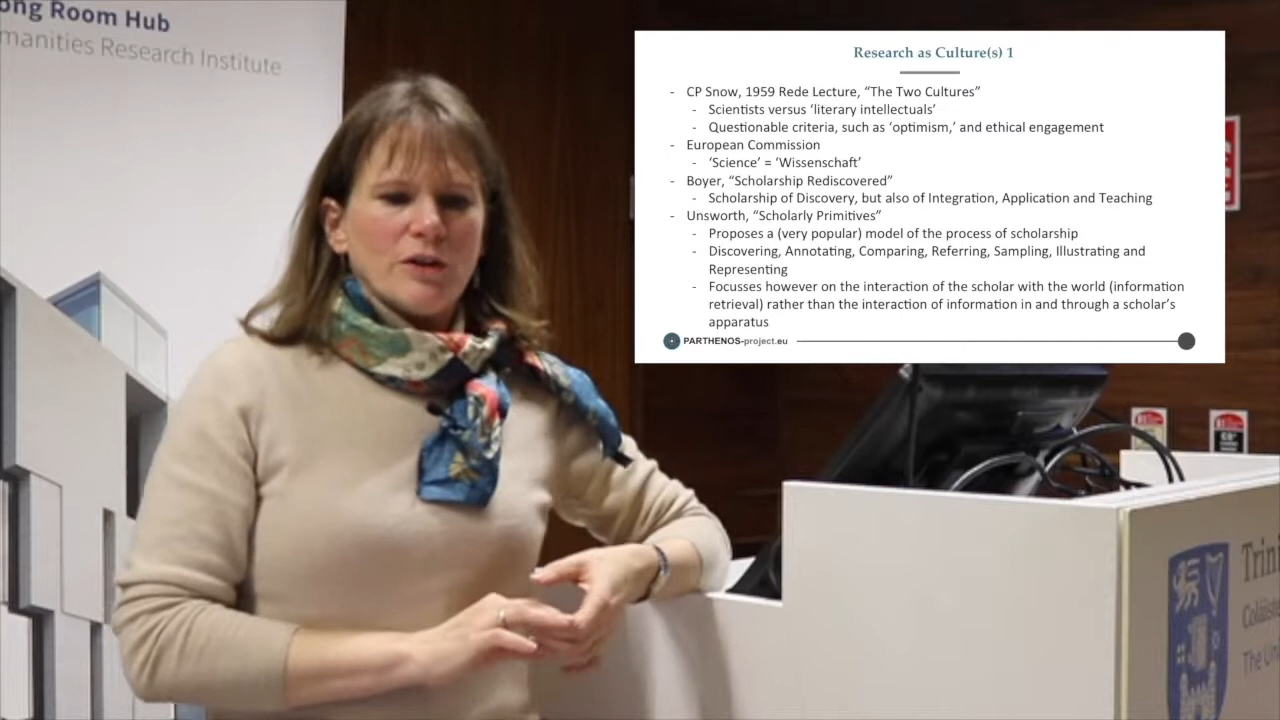 ong Room Hub
manities Research Institute
Research as Culture(s) 1
- CP Snow, 1959 Rede Lecture, “The Two Cultures”
- Scientists versus ‘literary intellectuals’
- Questionable criteria, such as ‘optimism,’ and ethical engagement
- European Commission
- ‘Science’ = ‘Wissenschaft’
- Boyer, “Scholarship Rediscovered”
- Scholarship of Discovery, but also of Integration, Application and Teaching
- Unsworth, “Scholarly Primitives”
- Proposes a (very popular) model of the process of scholarship
- Discovering, Annotating, Comparing, Referring, Sampling, Illustrating and
Representing
- Focusses however on the interaction of the scholar with the world (information
retrieval) rather than the interaction of information in and through a scholar’s
apparatus
PARTHENOS-project.eu
Trini
Coláist
The Un